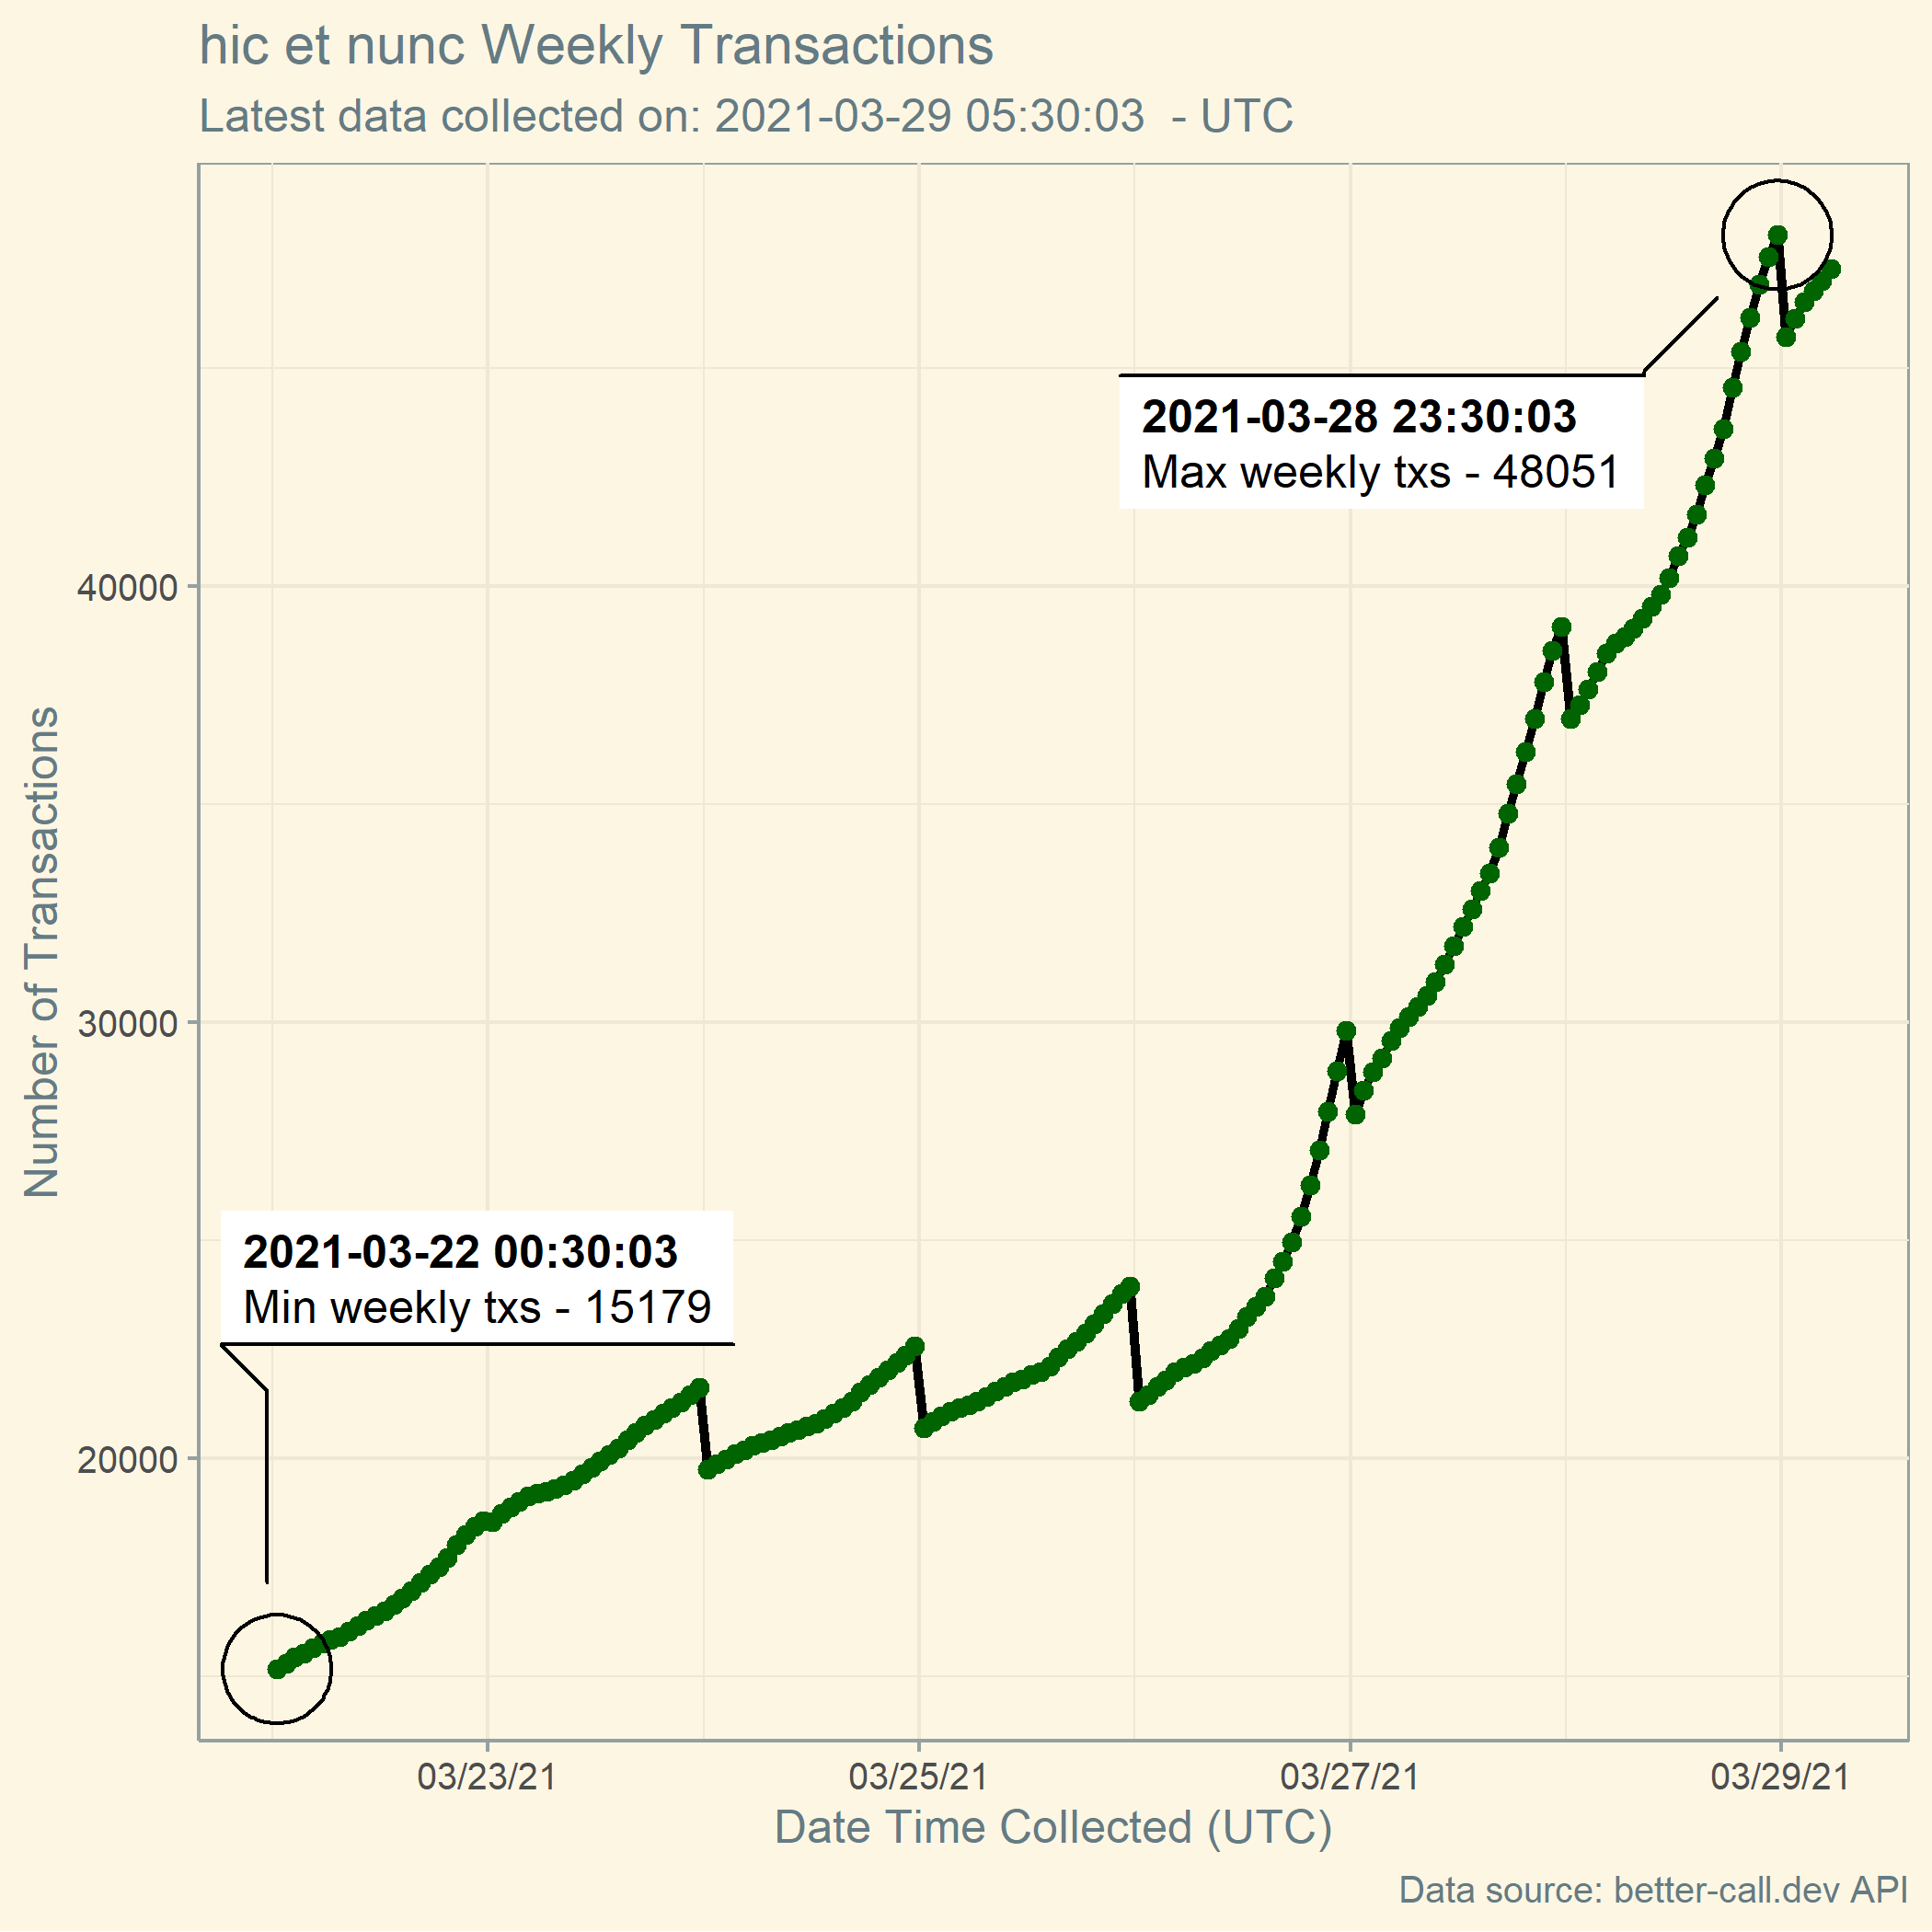 hic et nunc Weekly Transactions
Latest data collected on: 2021-03-29 05:30:03  - UTC
2021-03-28 23:30:03
Max weekly txs - 48051
2021-03-22 00:30:03
Min weekly txs - 15179
Number of Transactions
40000
30000
20000
03/23/21
03/25/21
03/27/21
03/29/21
Date Time Collected (UTC)
Data source: better-call.dev API